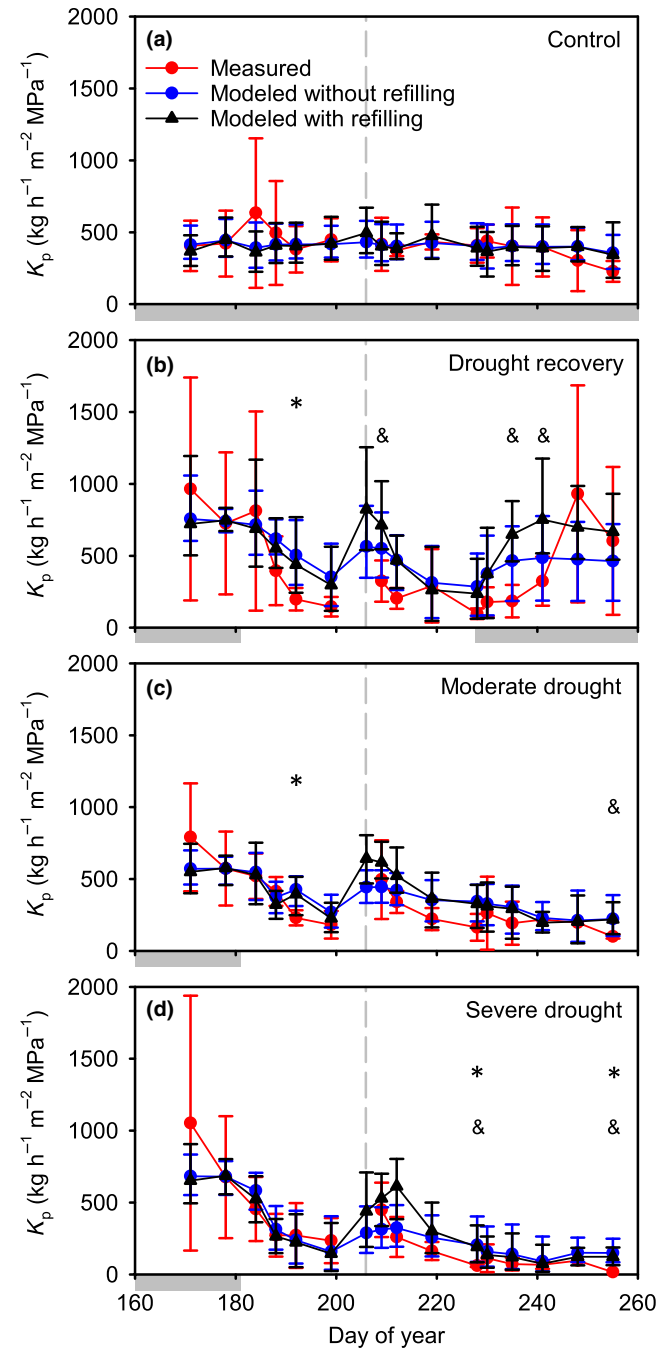 2000
(a)
Control
Measured
1500
Modeled without refilling
Modeled with refilling
1000
500
0
Kp (kg h−1 m−2 MPa−1)
2000
(b)
Drought recovery
1500
*
& & &
1000
500
0
Kp (kg h−1 m−2 MPa−1)
2000
(c)
Moderate drought
1500
*
1000
&
500
0
Kp (kg h−1 m−2 MPa−1)
2000
(d)
Severe drought
1500
* *
& &
1000
500
0
Kp (kg h−1 m−2 MPa−1)
160 180 200 220 240 260
Day of year